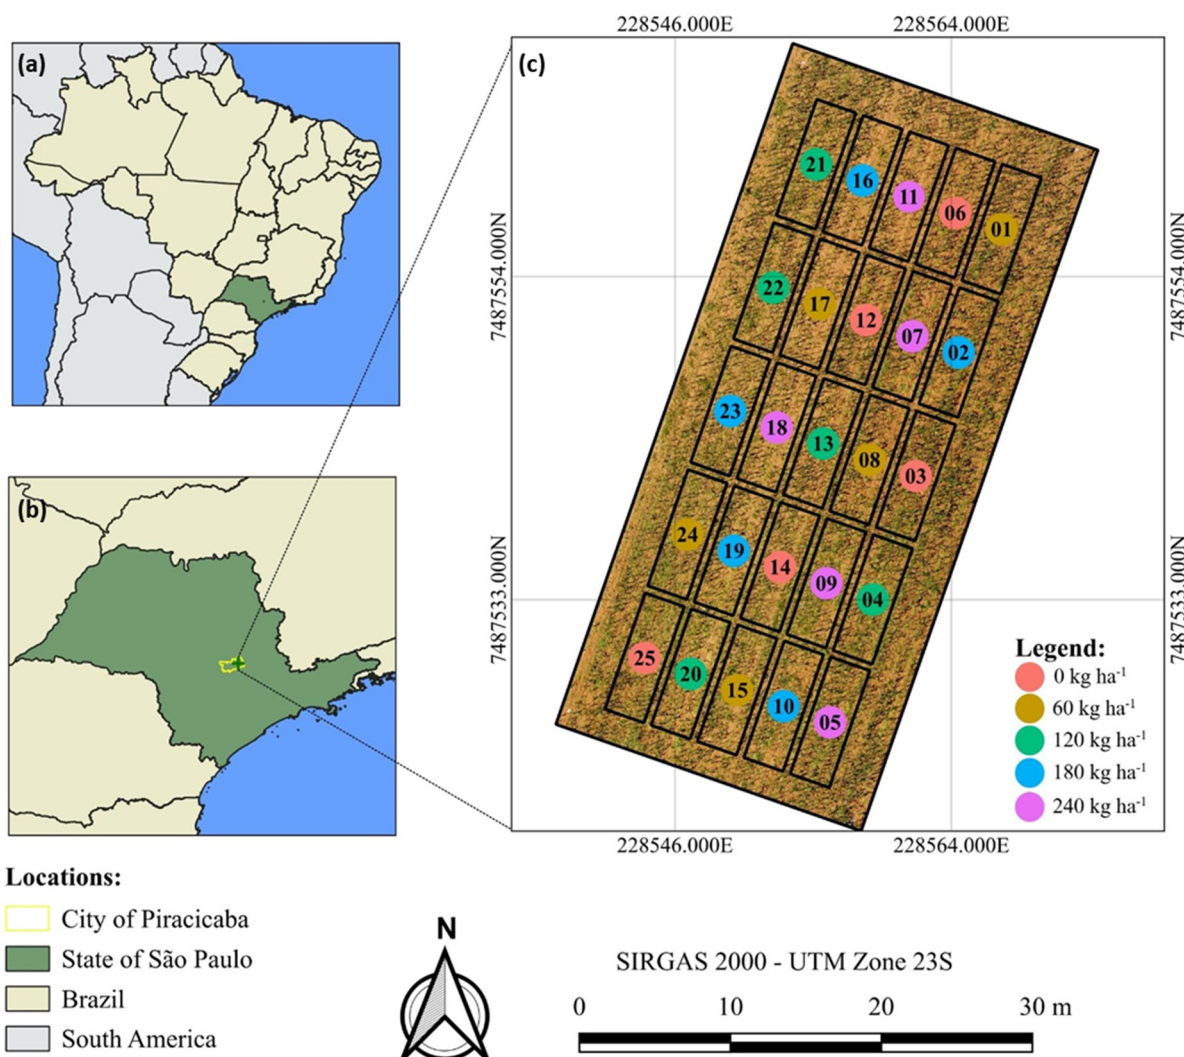 228546.000E 228564.000E
(a)
(c)
21
16
11
06
01
7487554.000N
7487554.000N
22
17
12
07
02
23
18
13
08
03
(b)
24
19
14
09
04
7487533.000N
7487533.000N
25
20
15
10
05
Legend:
0 kg ha-1
60 kg ha-1
120 kg ha-1
180 kg ha-1
240 kg ha-1
228546.000E 228564.000E
Locations:
City of Piracicaba
State of São Paulo
Brazil
South America
N
SIRGAS 2000 - UTM Zone 23S
0 10 20 30 m